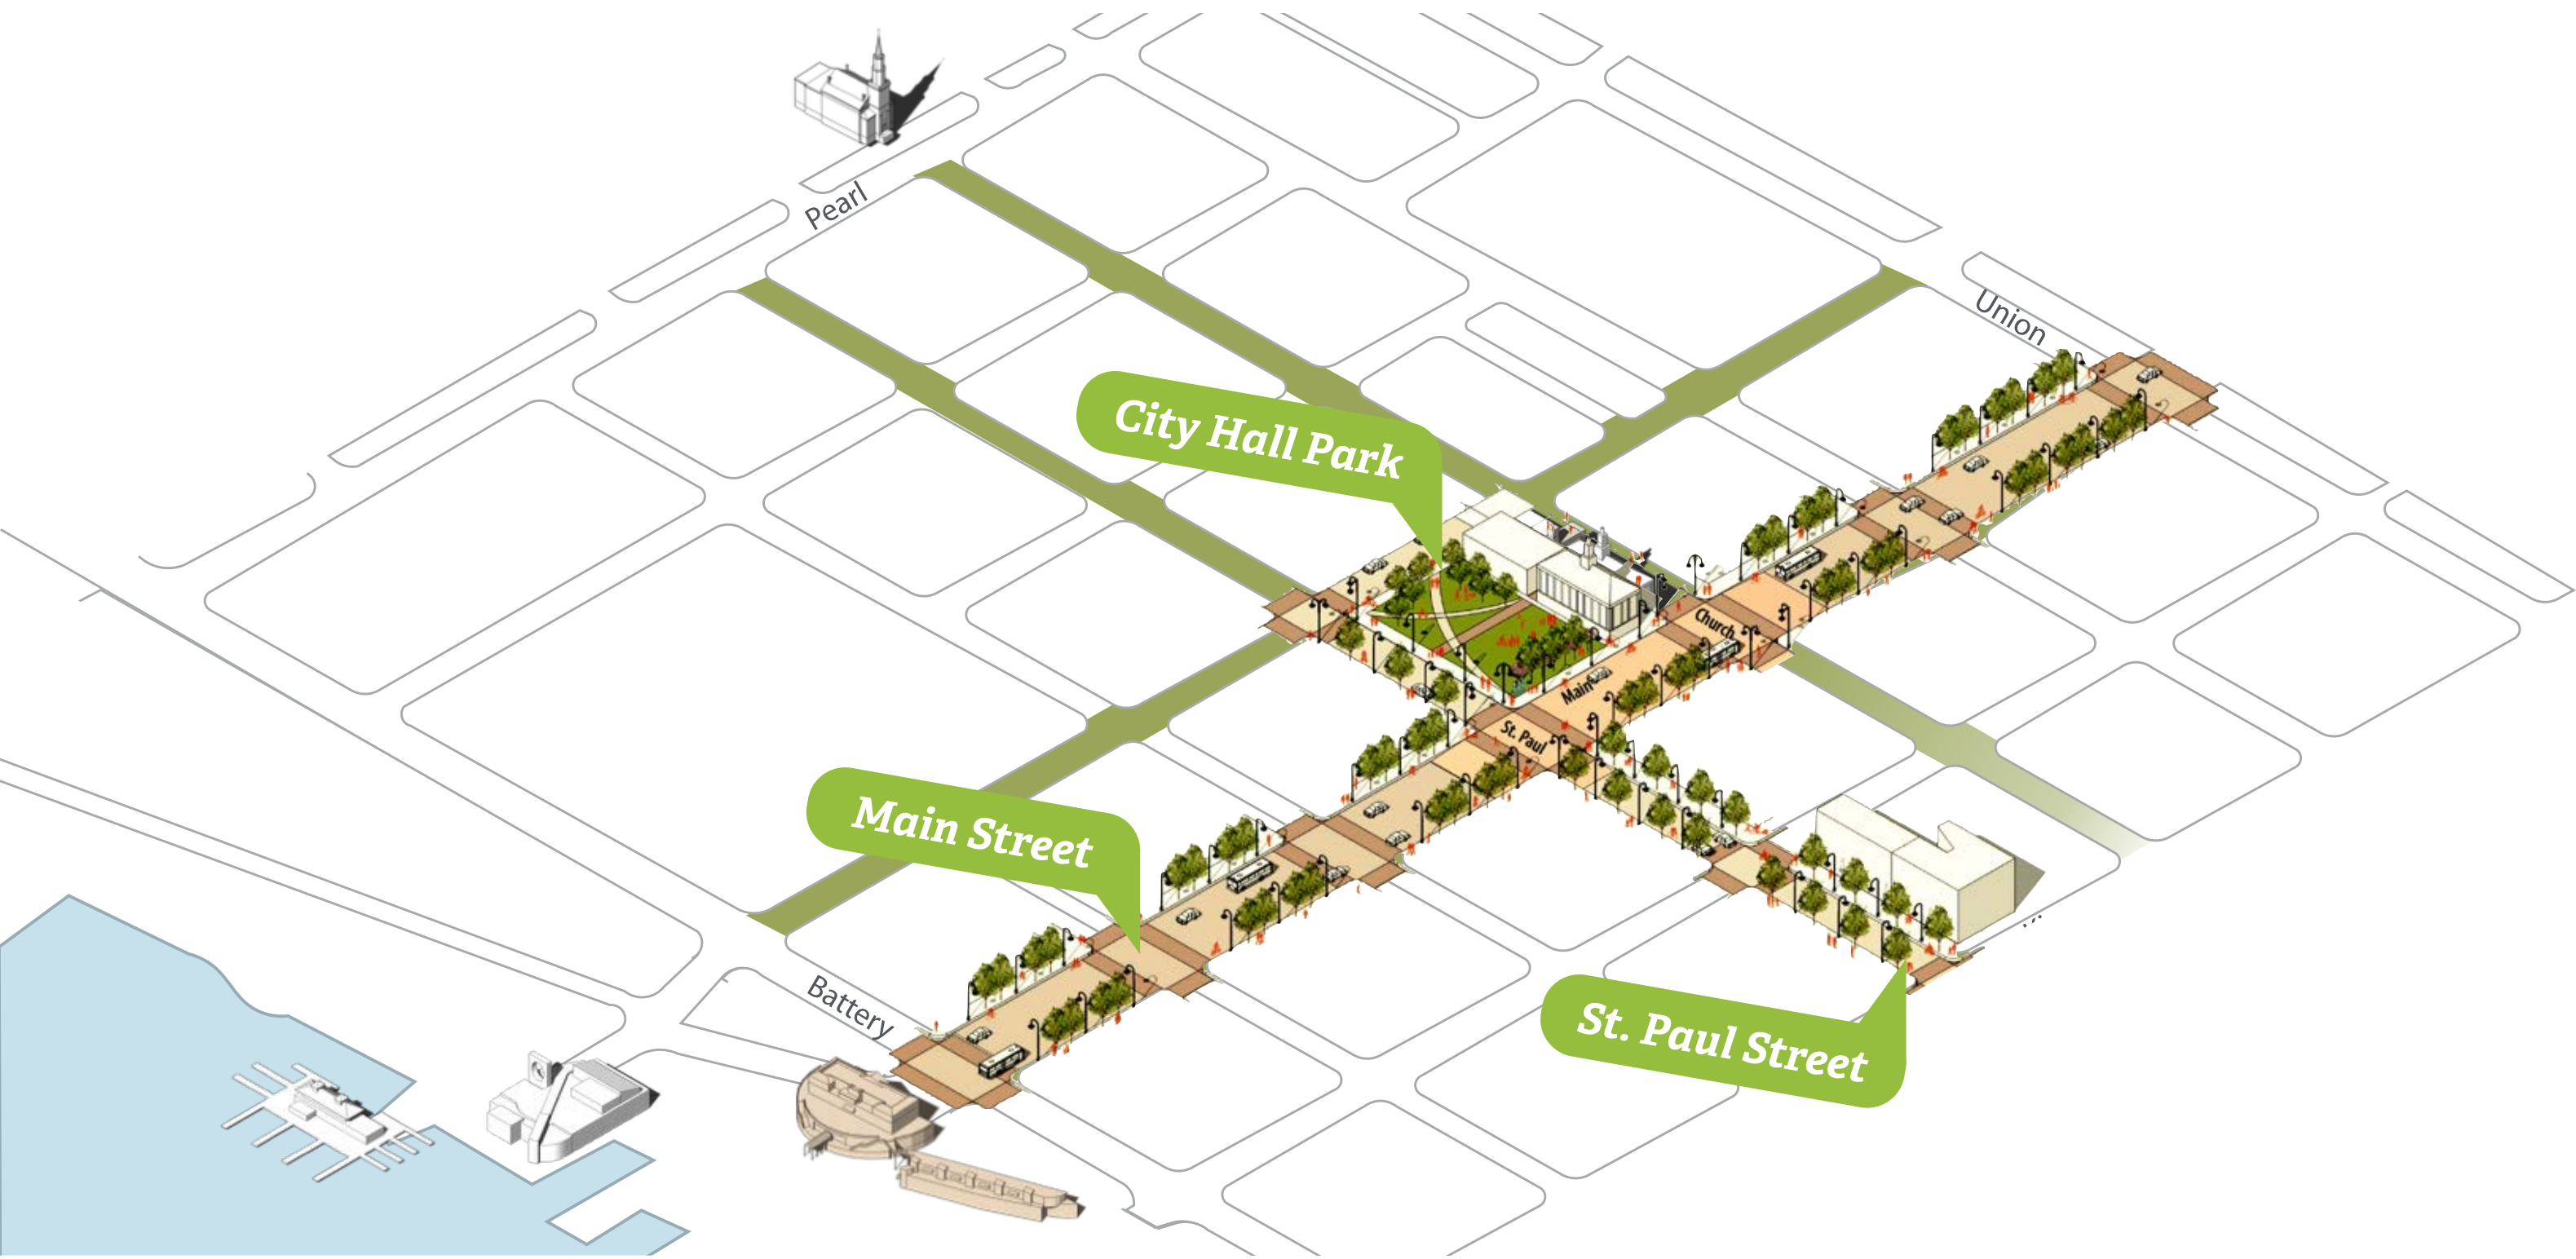 Pearl
Union
City Hall Park
Church
Main
St. Paul
Main Street
Battery
St. Paul Street